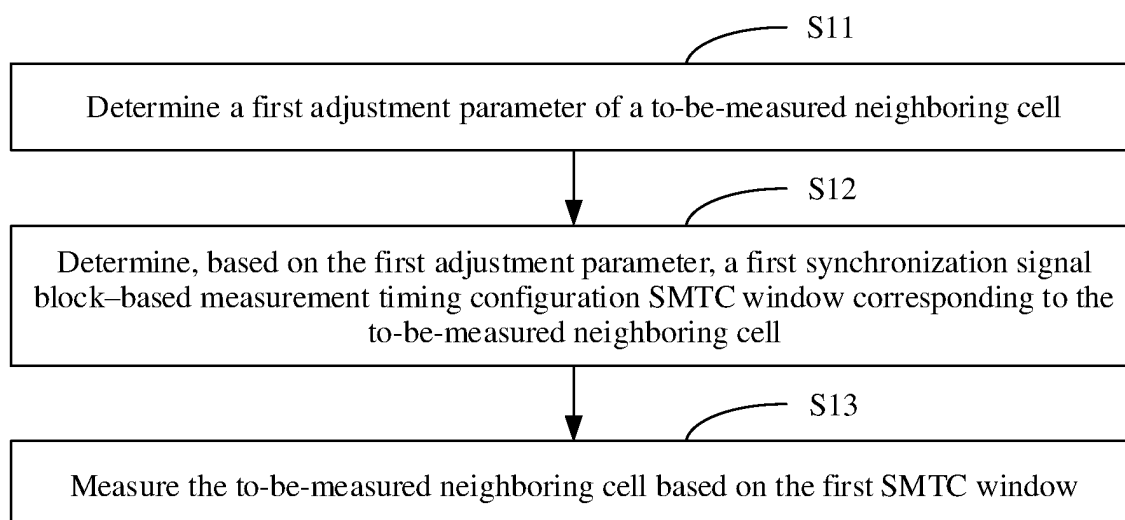 S11
Determine a first adjustment parameter of a to-be-measured neighboring cell
S12
Determine, based on the first adjustment parameter, a first synchronization signal
block–based measurement timing configuration SMTC window corresponding to the
to-be-measured neighboring cell
S13
Measure the to-be-measured neighboring cell based on the first SMTC window